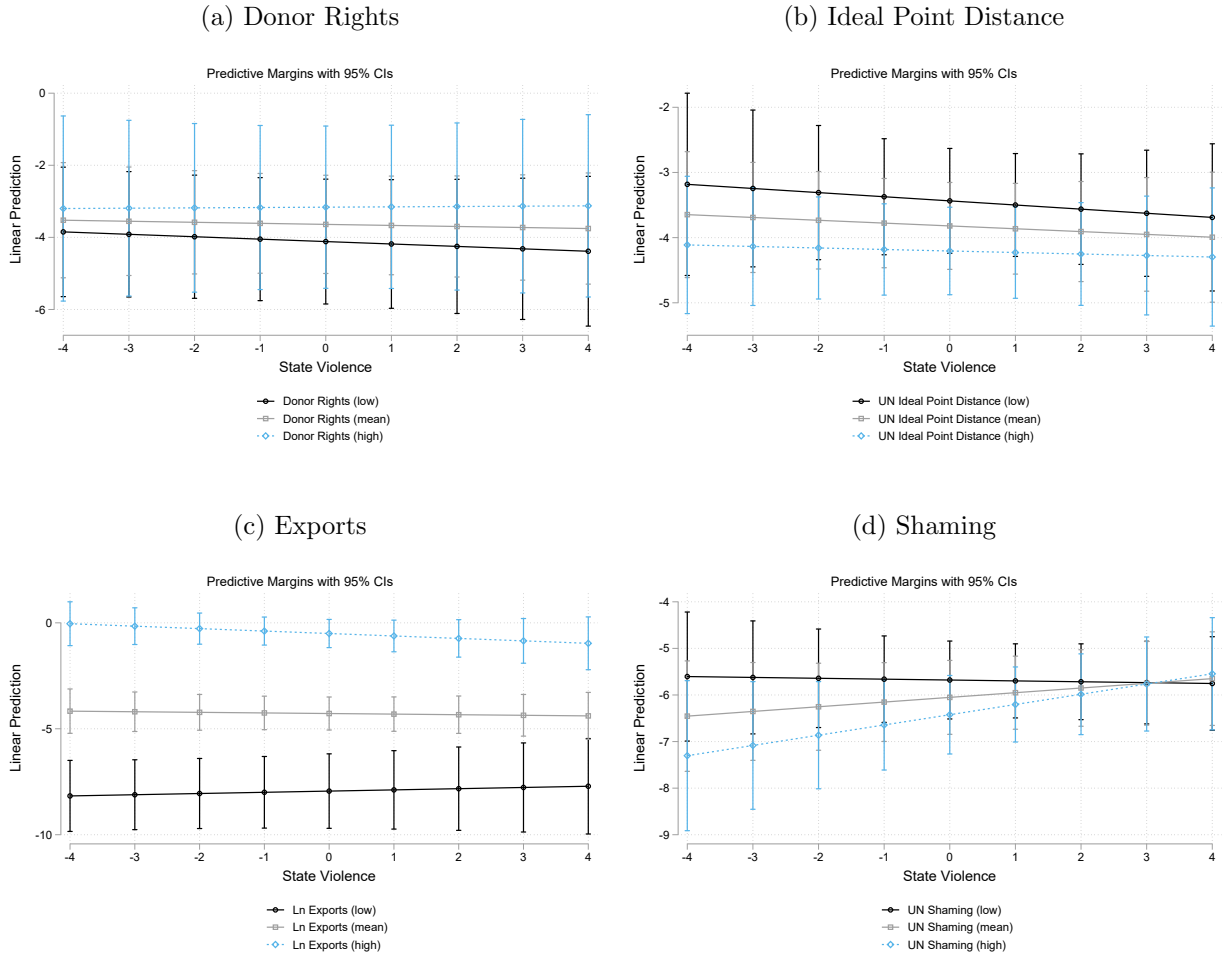 (a) Donor Rights
Predictive Margins with 95% CIs
0
-2
-4
-6
Linear Prediction
-4 -3 -2 -1 0 1 2 3 4
State Violence
Donor Rights (low)
Donor Rights (mean)
Donor Rights (high)
(b) Ideal Point Distance
Predictive Margins with 95% CIs
-2
-3
-4
-5
Linear Prediction
-4 -3 -2 -1 0 1 2 3 4
State Violence
UN Ideal Point Distance (low)
UN Ideal Point Distance (mean)
UN Ideal Point Distance (high)
(c) Exports
Predictive Margins with 95% CIs
0
-5
-10
Linear Prediction
-4 -3 -2 -1 0 1 2 3 4
State Violence
Ln Exports (low)
Ln Exports (mean)
Ln Exports (high)
(d) Shaming
Predictive Margins with 95% CIs
-4
-5
-6
-7
-8
-9
Linear Prediction
-4 -3 -2 -1 0 1 2 3 4
State Violence
UN Shaming (low)
UN Shaming (mean)
UN Shaming (high)